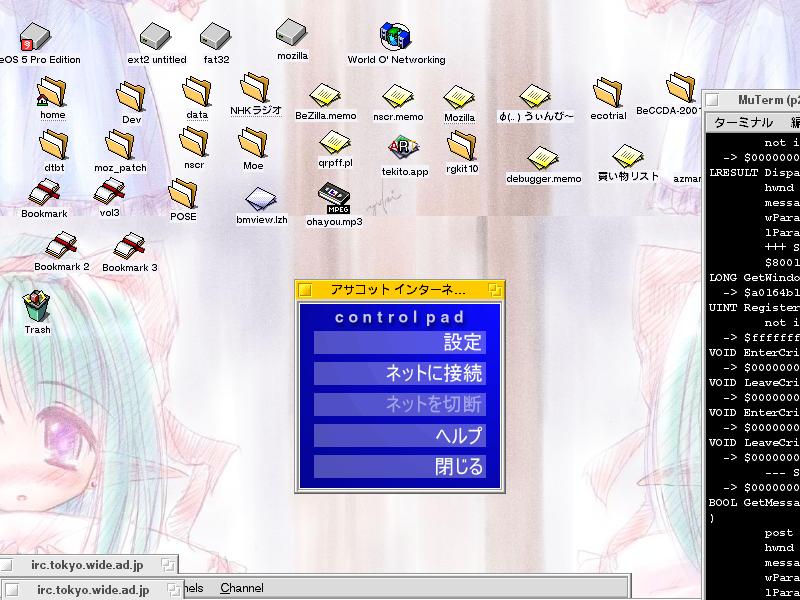 eOS 5 Pro Edition
ext2 untitled
fat32
mozilla
World O' Networking
home
Dev
data
NHKラジオ
BeZilla.memo
nscr.memo
Mozilla
φ(..) うぃんぴ～
ecotrial
BeCCDA-2001
dtbt
moz_patch
nscr
Moe
qrpff.pl
tekito.app
rgkit10
debugger.memo
買い物リスト
azmar
Bookmark
vol3
POSE
bmview.lzh
MPEG
ohayou.mp3
Bookmark 2
Bookmark 3
Trash
アサコット インターネ...
control pad
設定
ネットに接続
ネットを切断
ヘルプ
閉じる
MuTerm (p2
ターミナル
not i
-> $0000000
LRESULT Dispa
hwnd
messa
wPara
lPara
+++ S
$8001
LONG GetWindo
-> $a0164b1
UINT Register
not i
-> $fffffff
VOID EnterCri
-> $0000000
VOID LeaveCri
-> $0000000
VOID EnterCri
-> $0000000
VOID LeaveCri
-> $0000000
--- S
-> $0000000
BOOL GetMessa
)
post
hwnd
messa
wPara
lPara
irc.tokyo.wide.ad.jp
irc.tokyo.wide.ad.jp
nels
Channel